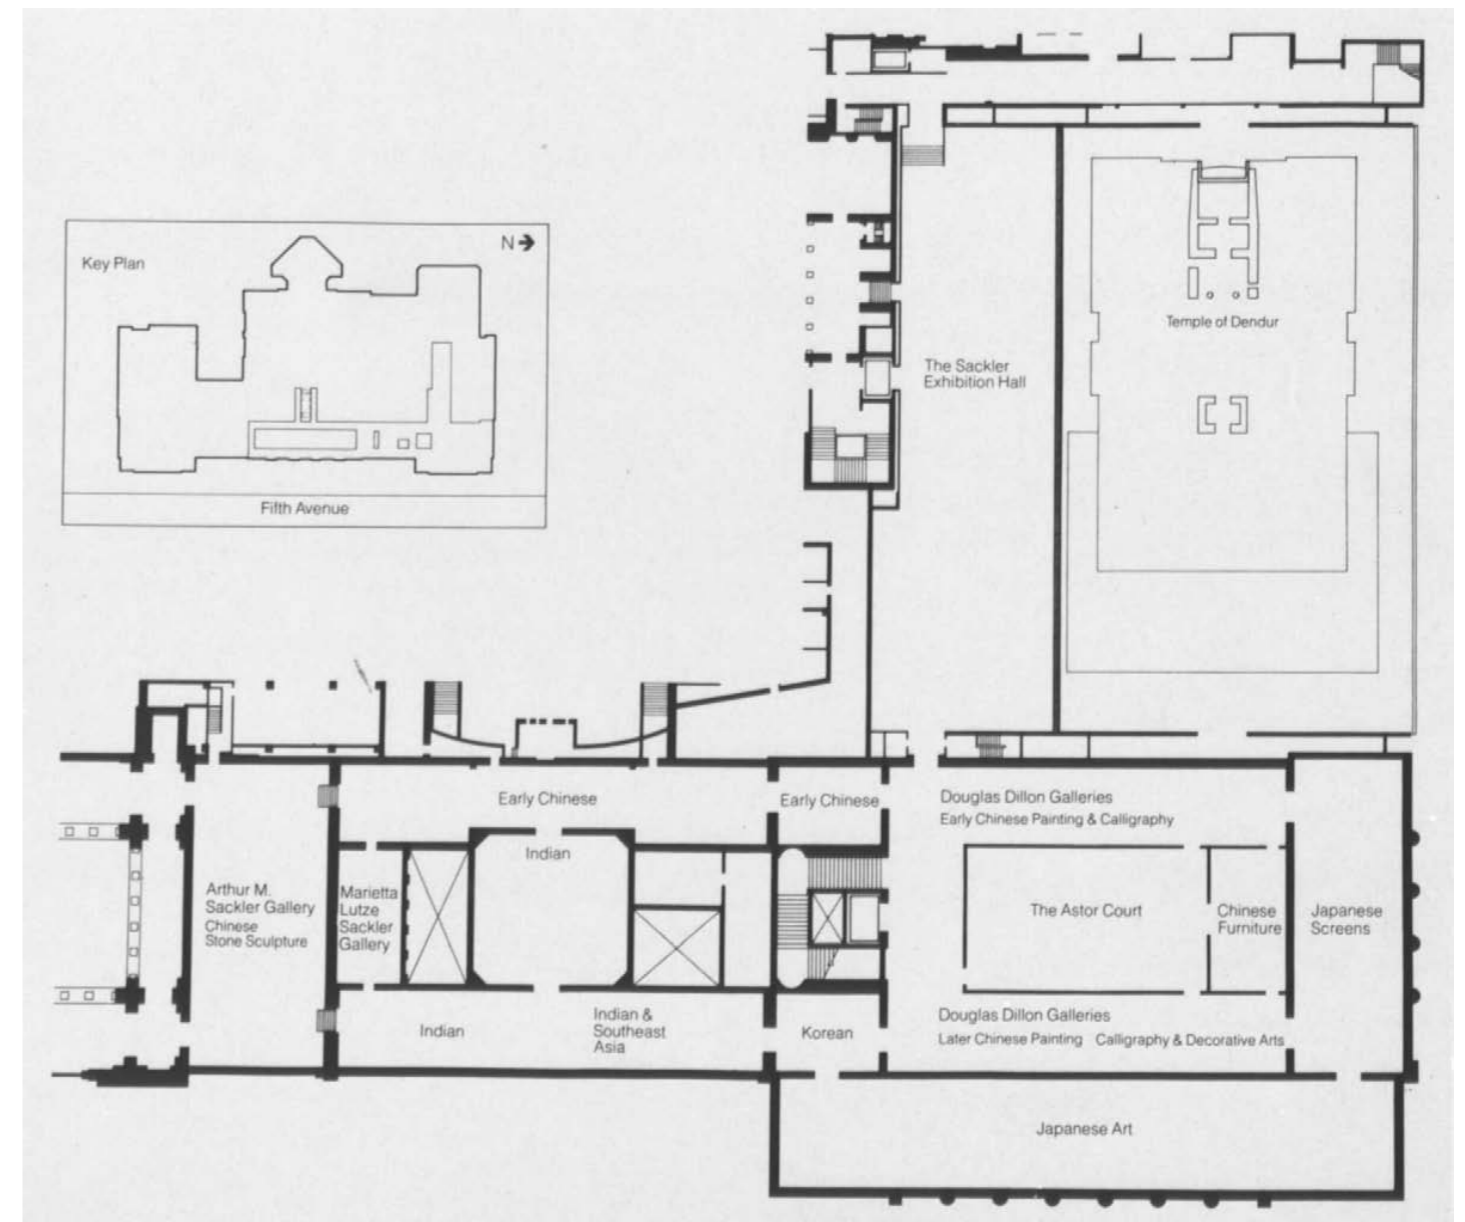 N
Key Plan
Fifth Avenue
Temple of Dendur
The Sackler
Exhibition Hall
Early Chinese
Early Chinese
Douglas Dillon Galleries
Early Chinese Painting & Calligraphy
Indian
Arthur M.
Sackler Gallery
Chinese
Stone Sculpture
Marietta
Lutze
Sackler
Gallery
The Astor Court
Chinese
Furniture
Japanese
Screens
Indian
Indian &
Southeast
Asia
Korean
Douglas Dillon Galleries
Later Chinese Painting Calligraphy & Decorative Arts
Japanese Art